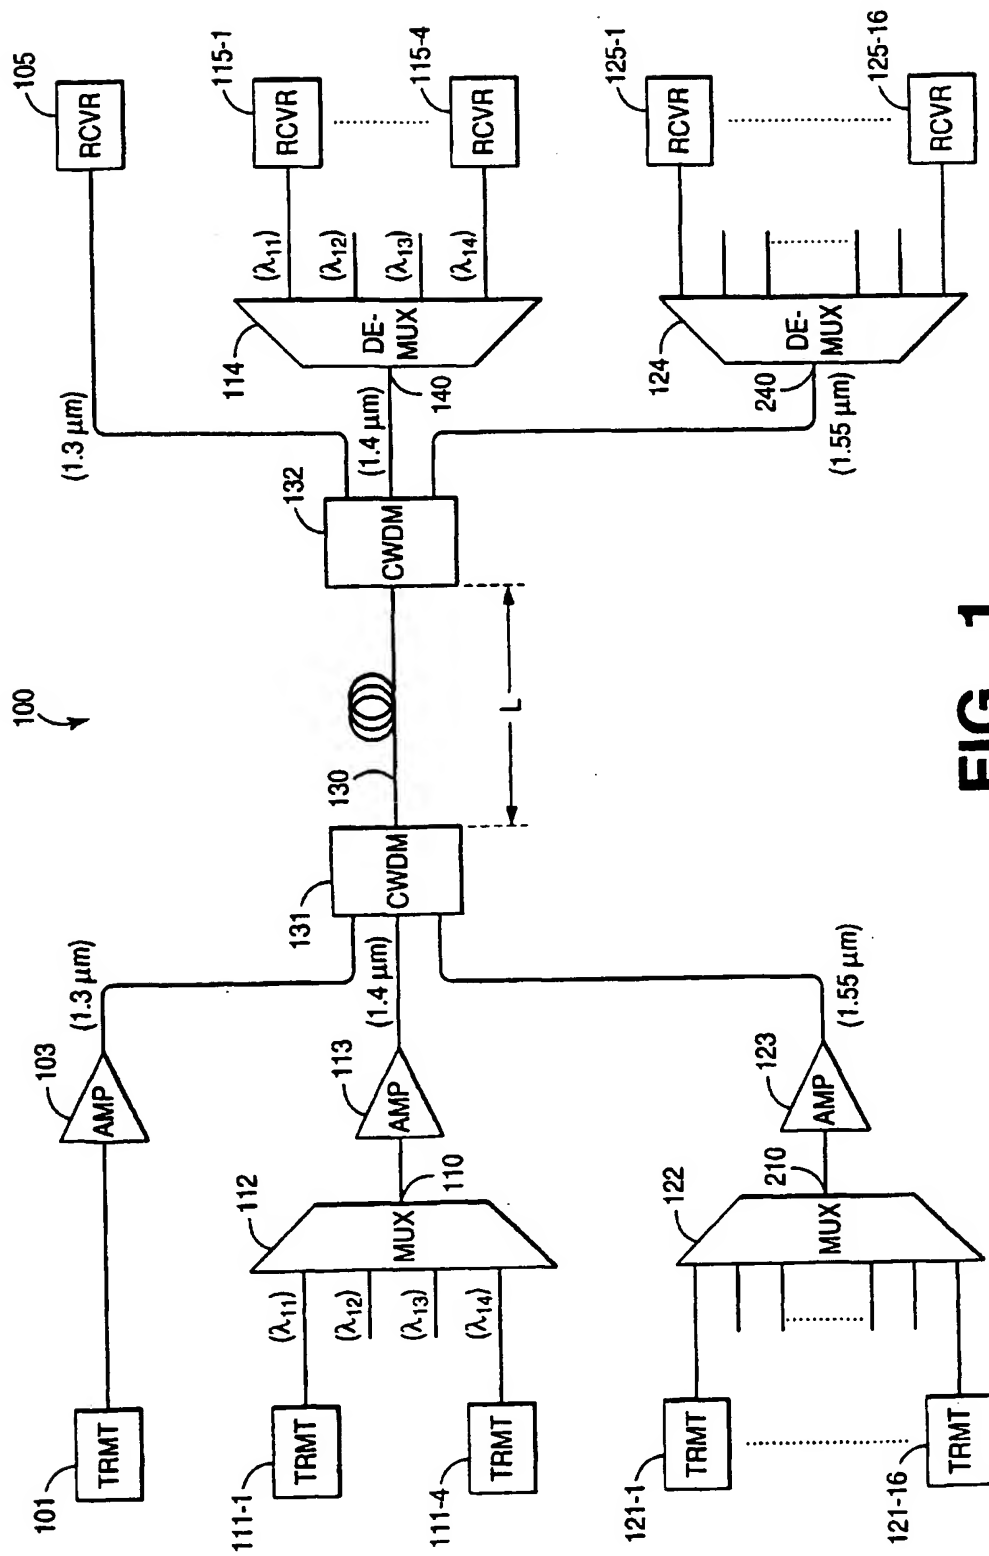 100
101
TRMT
103
AMP
(1.3 µm)
111-1
TRMT
111-4
TRMT
(λ11)
(λ12)
(λ13)
(λ14)
112
MUX
110
113
AMP
(1.4 µm)
121-1
TRMT
121-16
TRMT
122
MUX
210
123
AMP
(1.55 µm)
131
CWDM
130
L
132
CWDM
(1.3 µm)
105
RCVR
(1.4 µm)
140
114
DE-
MUX
(λ11)
(λ12)
(λ13)
(λ14)
115-1
RCVR
115-4
RCVR
(1.55 µm)
240
124
DE-
MUX
125-1
RCVR
125-16
RCVR
FIG. 1